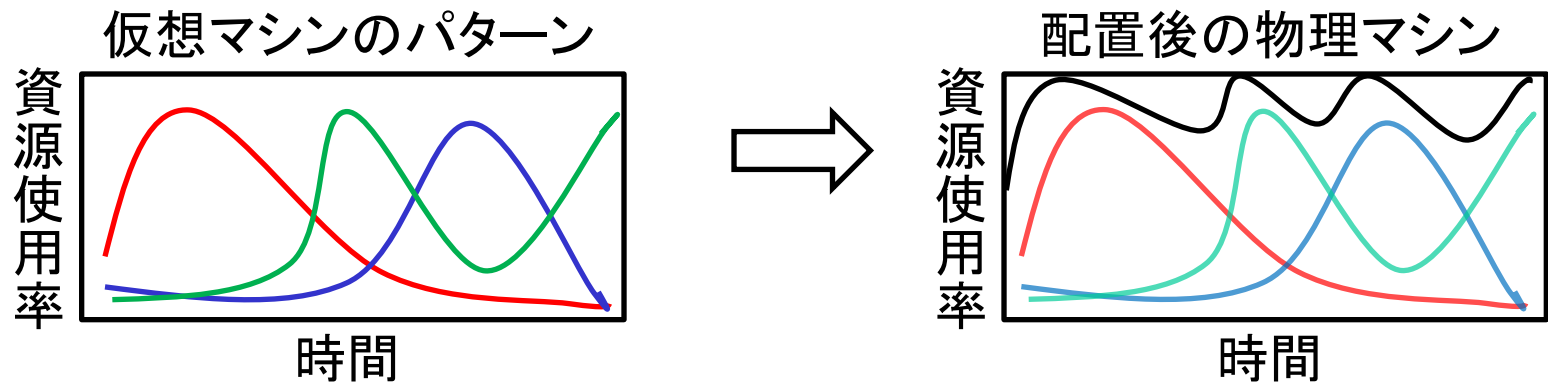 仮想マシンのパターン
資源使用率
時間
配置後の物理マシン
資源使用率
時間